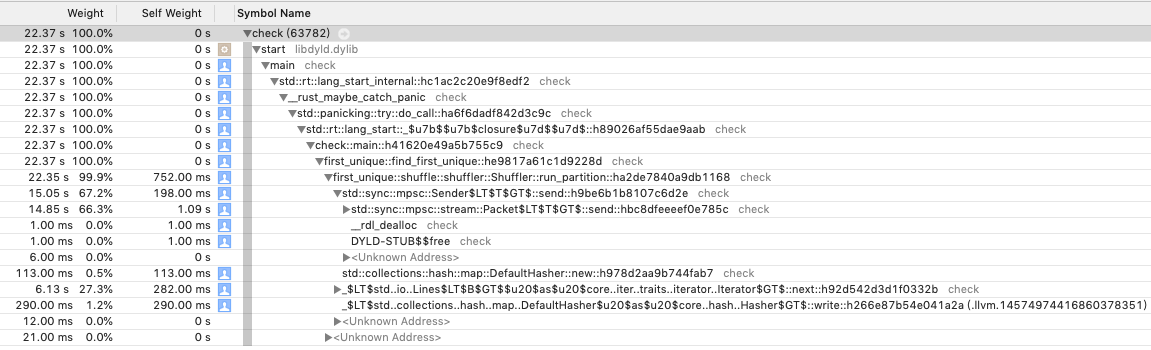 Weight Self Weight Symbol Name
22.37 s 100.0% 0 s ▼check (63782)
22.37 s 100.0% 0 s ▼start libdyld.dylib
22.37 s 100.0% 0 s ▼main check
22.37 s 100.0% 0 s ▼std::rt::lang_start_internal::hc1ac2c20e9f8edf2 check
22.37 s 100.0% 0 s ▼__rust_maybe_catch_panic check
22.37 s 100.0% 0 s ▼std::panicking::try::do_call::ha6f6dadf842d3c9c check
22.37 s 100.0% 0 s ▼std::rt::lang_start::_$u7b$$u7b$closure$u7d$$u7d$::h89026af55dae9aab check
22.37 s 100.0% 0 s ▼check::main::h41620e49a5b755c9 check
22.37 s 100.0% 0 s ▼first_unique::find_first_unique::he9817a61c1d9228d check
22.35 s 99.9% 752.00 ms ▼first_unique::shuffle::shuffler::Shuffler::run_partition::ha2de7840a9db1168 check
15.05 s 67.2% 198.00 ms ▼std::sync::mpsc::Sender$LT$T$GT$::send::h9be6b1b8107c6d2e check
14.85 s 66.3% 1.09 s ▶std::sync::mpsc::stream::Packet$LT$T$GT$::send::hbc8dfeeeef0e785c check
1.00 ms 0.0% 1.00 ms __rdl_dealloc check
1.00 ms 0.0% 1.00 ms DYLD-STUB$$free check
6.00 ms 0.0% 0 s ▶<Unknown Address>
113.00 ms 0.5% 113.00 ms std::collections::hash::map::DefaultHasher::new::h978d2aa9b744fab7 check
6.13 s 27.3% 282.00 ms ▶_$LT$std..io..Lines$LT$B$GT$$u20$as$u20$core..iter..traits..iterator..Iterator$GT$::next::h92d542d3d1f0332b check
290.00 ms 1.2% 290.00 ms _$LT$std..collections..hash..map..DefaultHasher$u20$as$u20$core..hash..Hasher$GT$::write::h266e87b54e041a2a (.llvm.14574974416860378351)
12.00 ms 0.0% 0 s ▶<Unknown Address>
21.00 ms 0.0% 0 s ▶<Unknown Address>